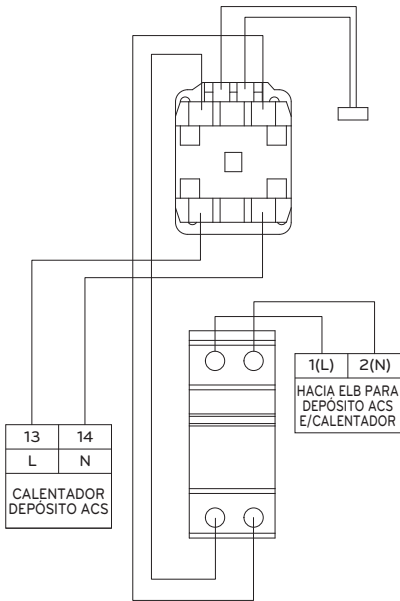 1(L) 2(N)
HACIA ELB PARA
DEPÓSITO ACS
E/CALENTADOR
13 14
L N
CALENTADOR
DEPÓSITO ACS